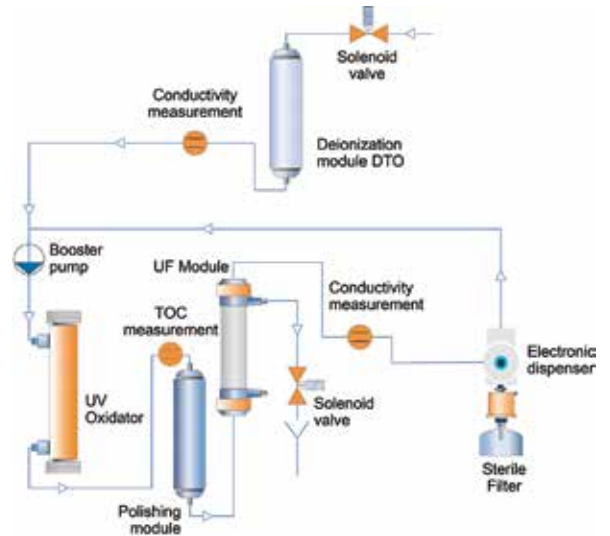 Solenoid
valve
Conductivity
measurement
Deionization
module DTO
Booster
pump
UF Module
Conductivity
measurement
TOC
measurement
Electronic
dispenser
UV
Oxidator
Solenoid
valve
Sterile
Filter
Polishing
module